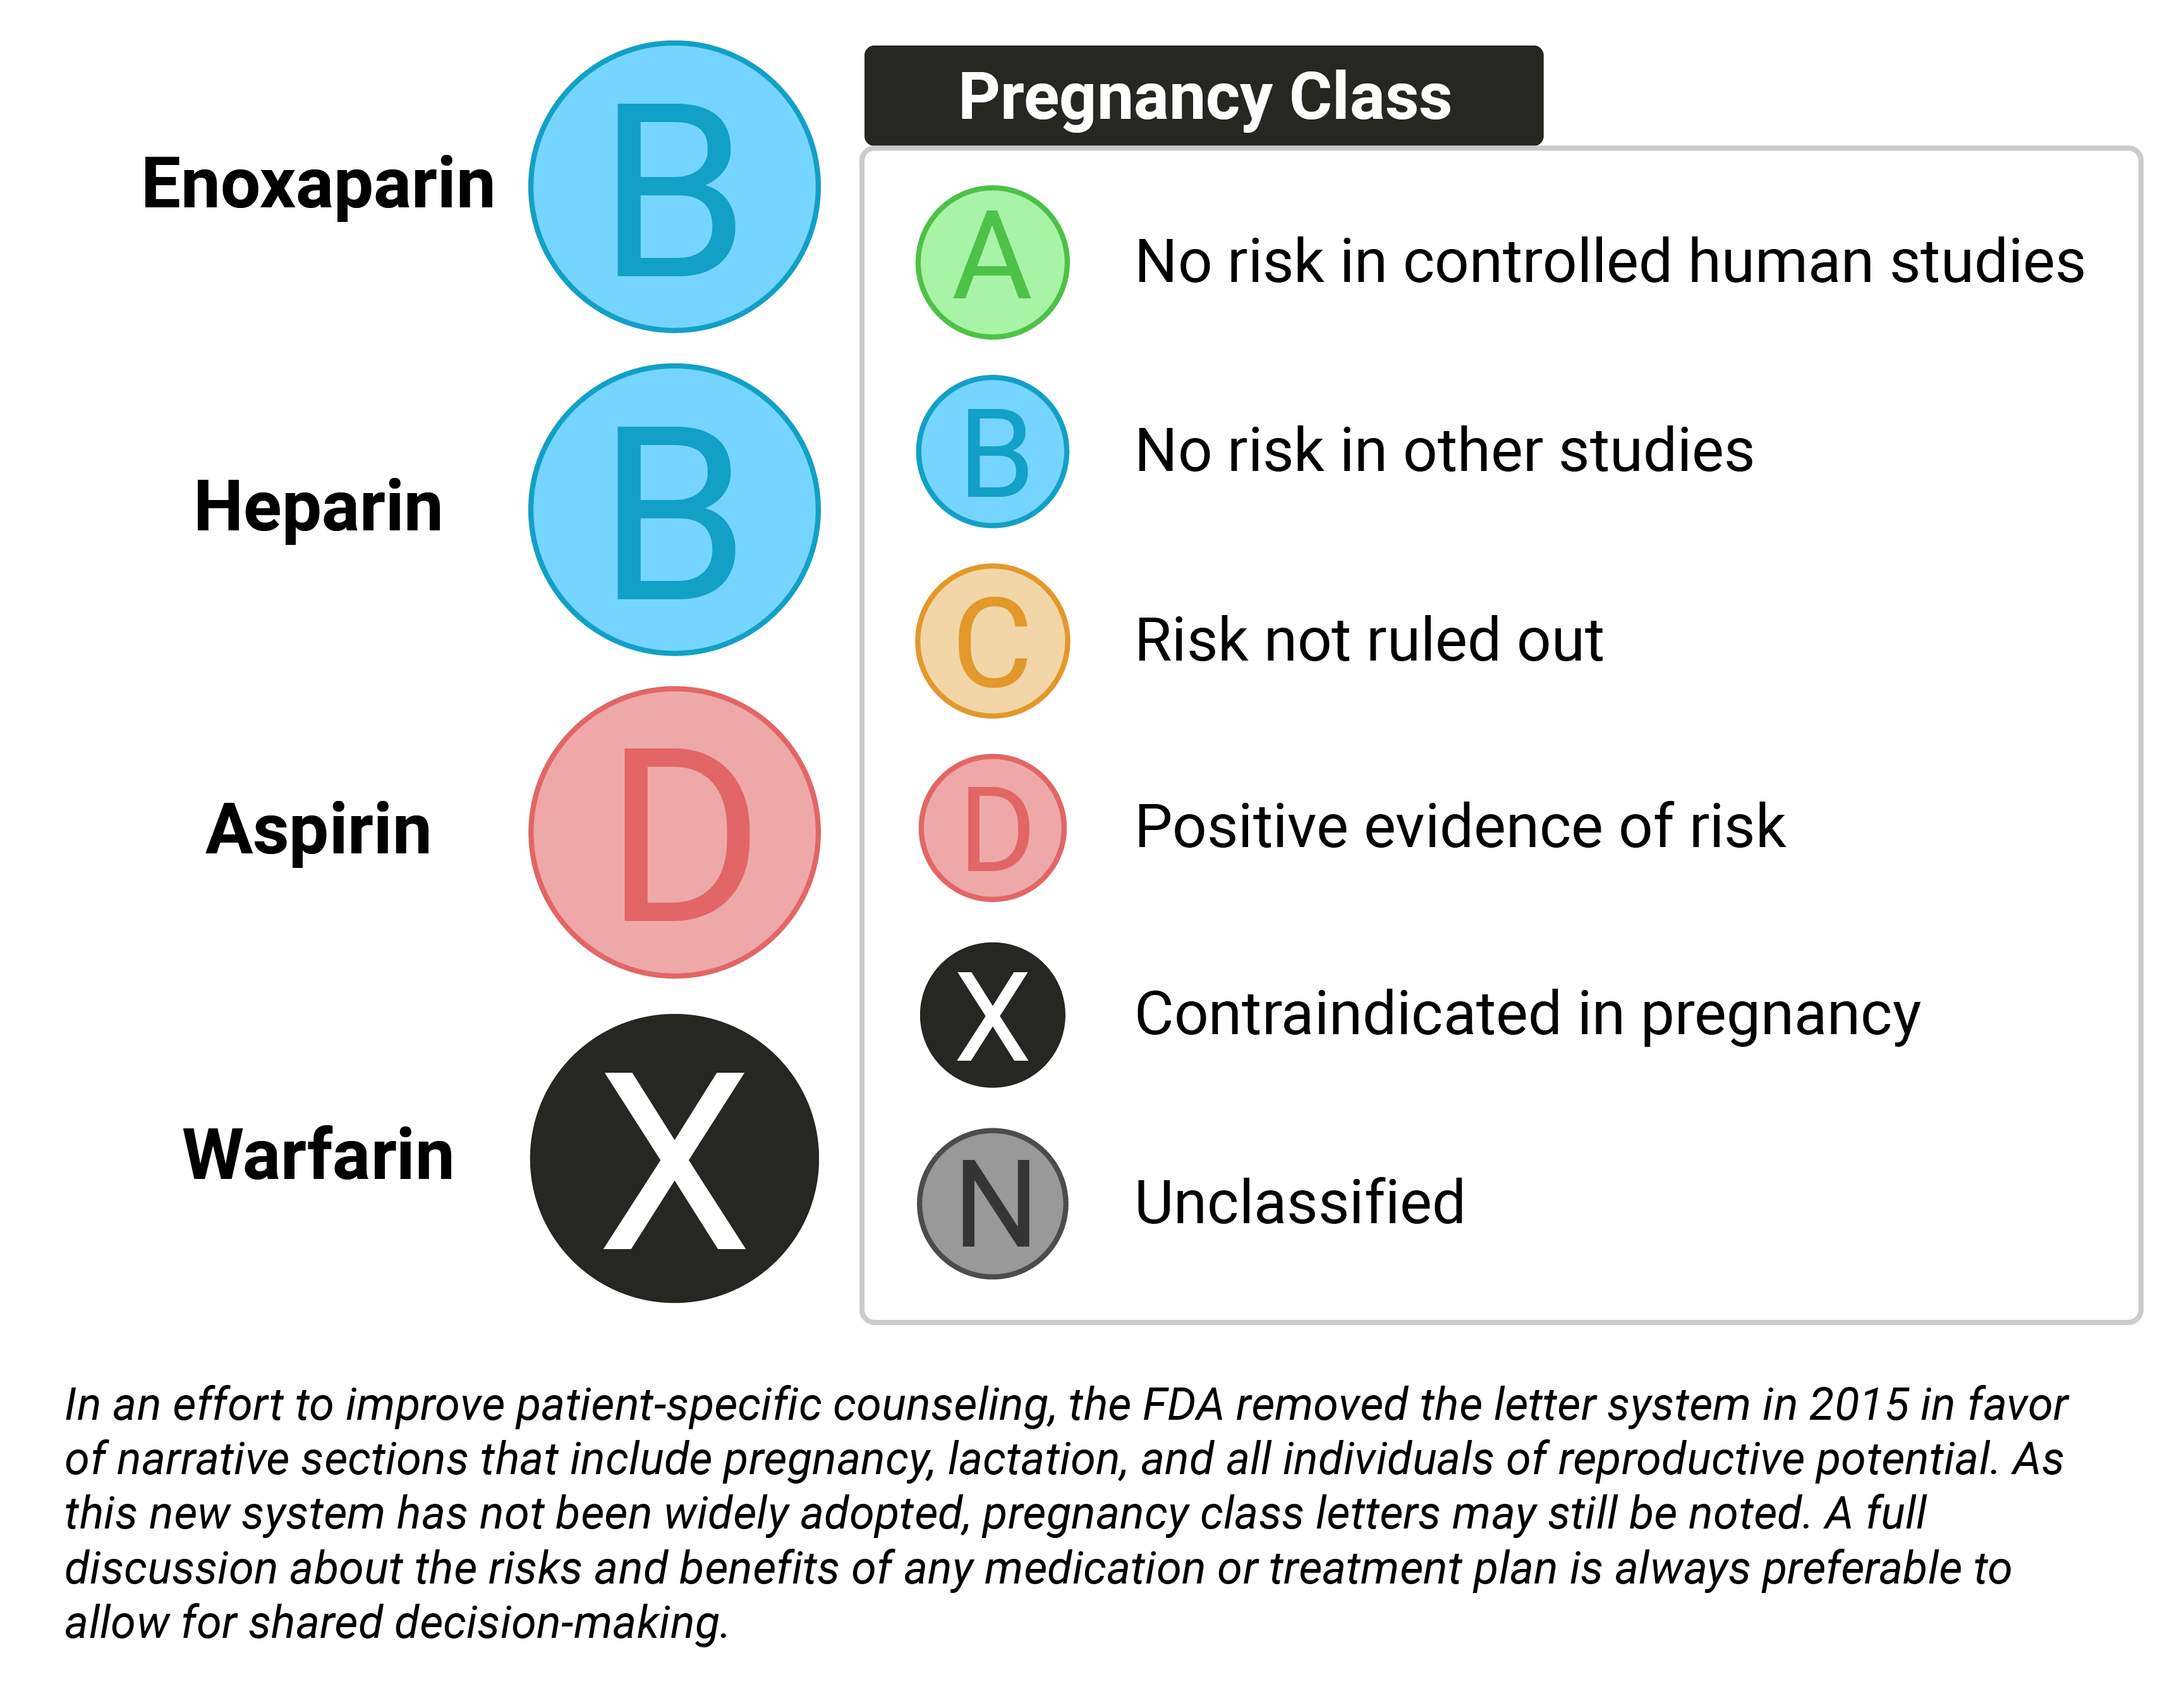 Enoxaparin
B
Heparin
B
Aspirin
D
Warfarin
X
Pregnancy Class
A No risk in controlled human studies
B No risk in other studies
C Risk not ruled out
D Positive evidence of risk
X Contraindicated in pregnancy
N Unclassified
In an effort to improve patient-specific counseling, the FDA removed the letter system in 2015 in favor
of narrative sections that include pregnancy, lactation, and all individuals of reproductive potential. As
this new system has not been widely adopted, pregnancy class letters may still be noted. A full
discussion about the risks and benefits of any medication or treatment plan is always preferable to
allow for shared decision-making.